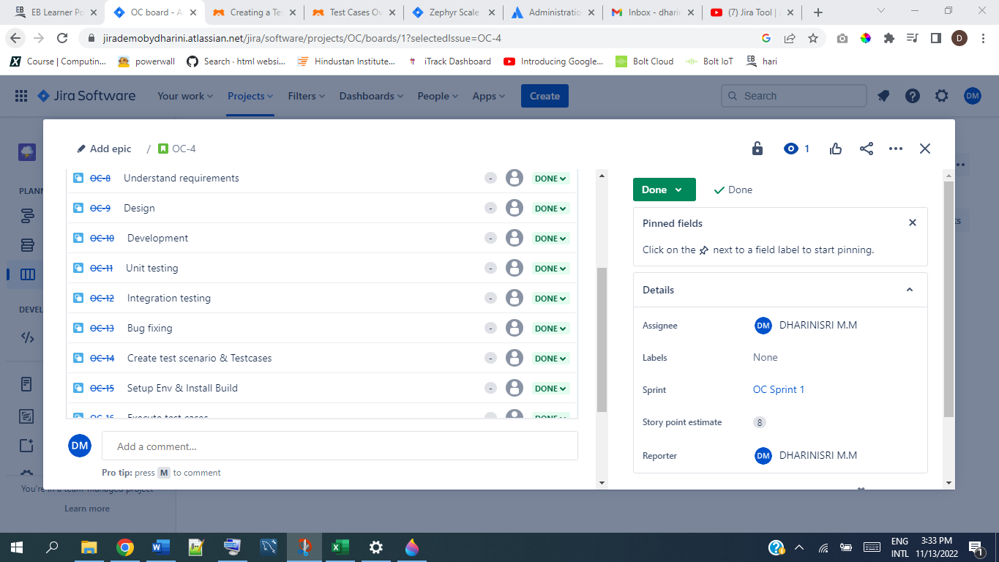 EB Learner Po
OC board - A
Creating a Te
Test Cases Ov
Zephyr Scale
Administratio
Inbox - dharin
(7) Jira Tool |
jirademobydharini.atlassian.net/jira/software/projects/OC/boards/1?selectedIssue=OC-4
D
Course | Computin...
powerwall
Search · html websi...
Hindustan Institute...
iTrack Dashboard
Introducing Google...
Bolt Cloud
Bolt IoT
EB hari
Jira Software
Your work
Projects
Filters
Dashboards
People
Apps
Create
Search
DM
Add epic / OC-4
1
OC-8 Understand requirements - DONE
OC-9 Design - DONE
OC-10 Development - DONE
OC-11 Unit testing - DONE
OC-12 Integration testing - DONE
OC-13 Bug fixing - DONE
OC-14 Create test scenario & Testcases - DONE
OC-15 Setup Env & Install Build - DONE
OC-16 Execute test cases DONE
DM Add a comment...
Pro tip: press M to comment
Done Done
Pinned fields
Click on the next to a field label to start pinning.
Details
Assignee DM DHARINISRI M.M
Labels None
Sprint OC Sprint 1
Story point estimate 8
Reporter DM DHARINISRI M.M
PLANN
DEVEL
You're in a team-managed project
Learn more
ENG
INTL
3:33 PM
11/13/2022
1